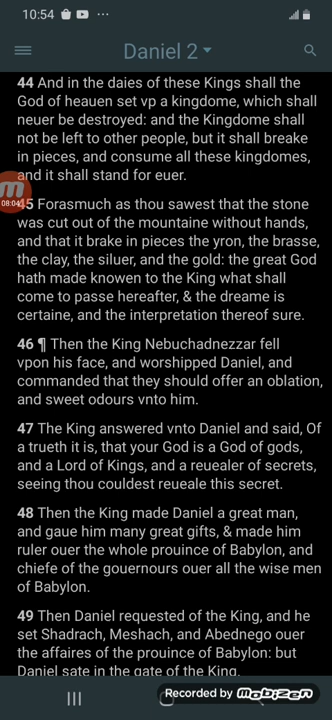 10:54
Daniel 2
44 And in the daies of these Kings shall the
God of heauen set vp a kingdome, which shall
neuer be destroyed: and the Kingdome shall
not be left to other people, but it shall breake
in pieces, and consume all these kingdomes,
and it shall stand for euer.
45 Forasmuch as thou sawest that the stone
was cut out of the mountaine without hands,
and that it brake in pieces the yron, the brasse,
the clay, the siluer, and the gold: the great God
hath made knowen to the King what shall
come to passe hereafter, & the dreame is
certaine, and the interpretation thereof sure.
46 ¶ Then the King Nebuchadnezzar fell
vpon his face, and worshipped Daniel, and
commanded that they should offer an oblation,
and sweet odours vnto him.
47 The King answered vnto Daniel and said, Of
a trueth it is, that your God is a God of gods,
and a Lord of Kings, and a reuealer of secrets,
seeing thou couldest reueale this secret.
48 Then the King made Daniel a great man,
and gaue him many great gifts, & made him
ruler ouer the whole prouince of Babylon, and
chiefe of the gouernours ouer all the wise men
of Babylon.
49 Then Daniel requested of the King, and he
set Shadrach, Meshach, and Abednego ouer
the affaires of the prouince of Babylon: but
Daniel sate in the gate of the King.
08:04
Recorded by Mobizen